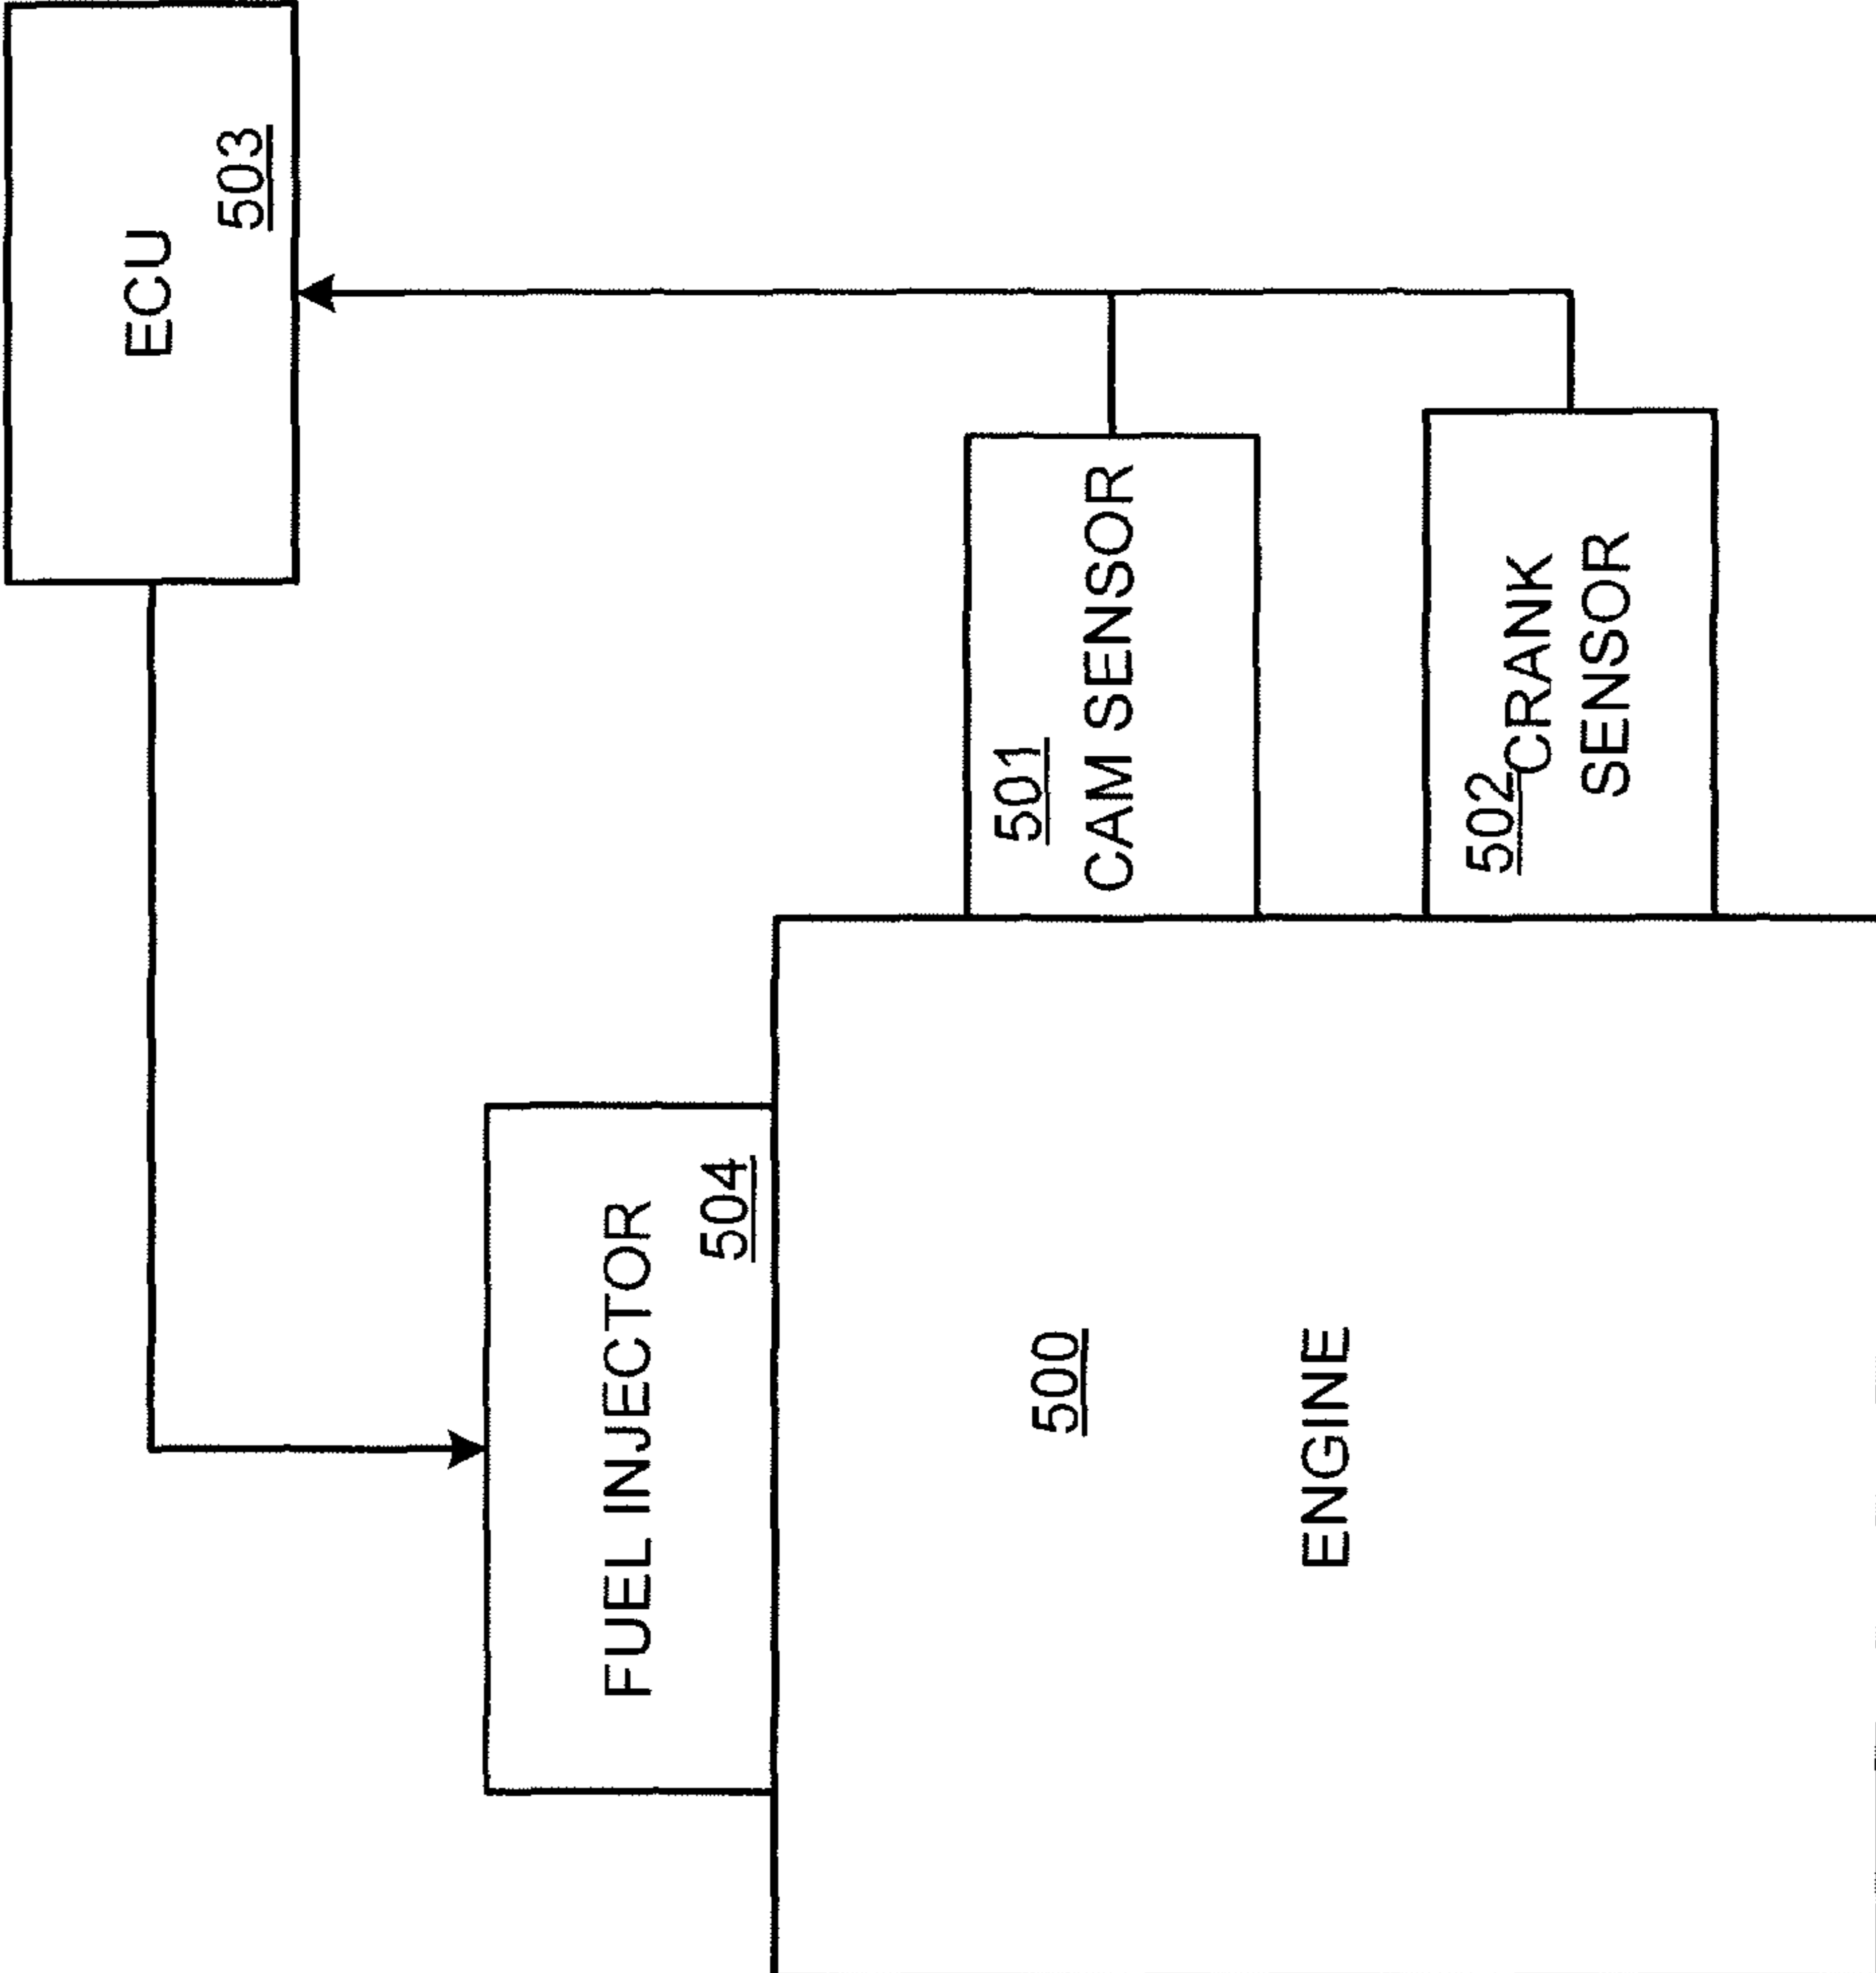 ECU
503
FUEL INJECTOR
504
501
CAM SENSOR
502
CRANK
SENSOR
500
ENGINE